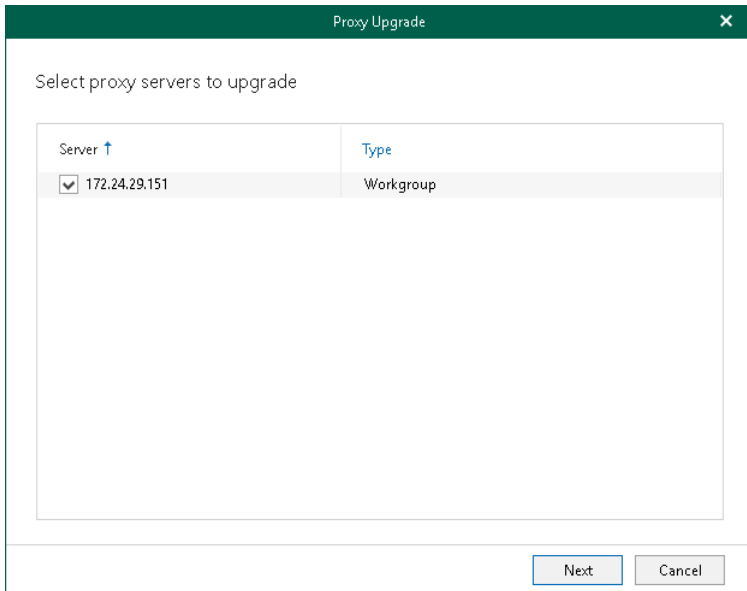 Proxy Upgrade
Select proxy servers to upgrade
Server Type
172.24.29.151 Workgroup
Next Cancel